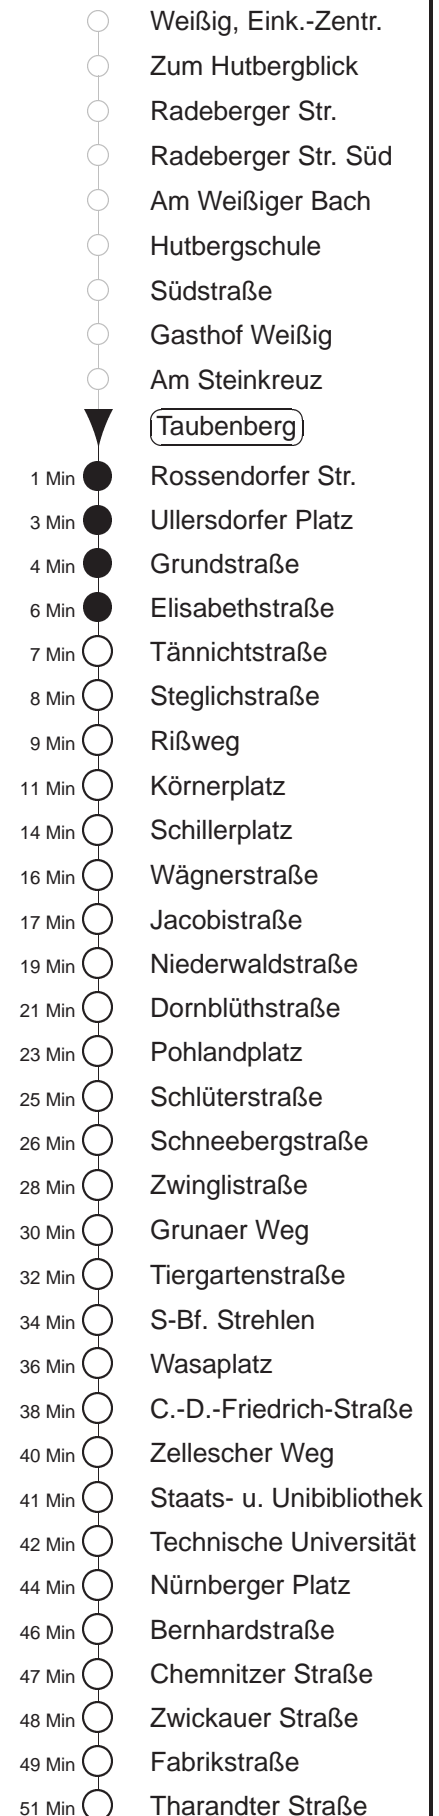 Weißig, Eink.-Zentr.
Zum Hutbergblick
Radeberger Str.
Radeberger Str. Süd
Am Weißiger Bach
Hutbergschule
Südstraße
Gasthof Weißig
Am Steinkreuz
Taubenberg
1 Min Rossendorfer Str.
3 Min Ullersdorfer Platz
4 Min Grundstraße
6 Min Elisabethstraße
7 Min Tännichtstraße
8 Min Steglichstraße
9 Min Rißweg
11 Min Körnerplatz
14 Min Schillerplatz
16 Min Wägnerstraße
17 Min Jacobistraße
19 Min Niederwaldstraße
21 Min Dornblüthstraße
23 Min Pohlandplatz
25 Min Schlüterstraße
26 Min Schneebergstraße
28 Min Zwinglistraße
30 Min Grunaer Weg
32 Min Tiergartenstraße
34 Min S-Bf. Strehlen
36 Min Wasaplatz
38 Min C.-D.-Friedrich-Straße
40 Min Zellescher Weg
41 Min Staats- u. Unibibliothek
42 Min Technische Universität
44 Min Nürnberger Platz
46 Min Bernhardstraße
47 Min Chemnitzer Straße
48 Min Zwickauer Straße
49 Min Fabrikstraße
51 Min Tharandter Straße